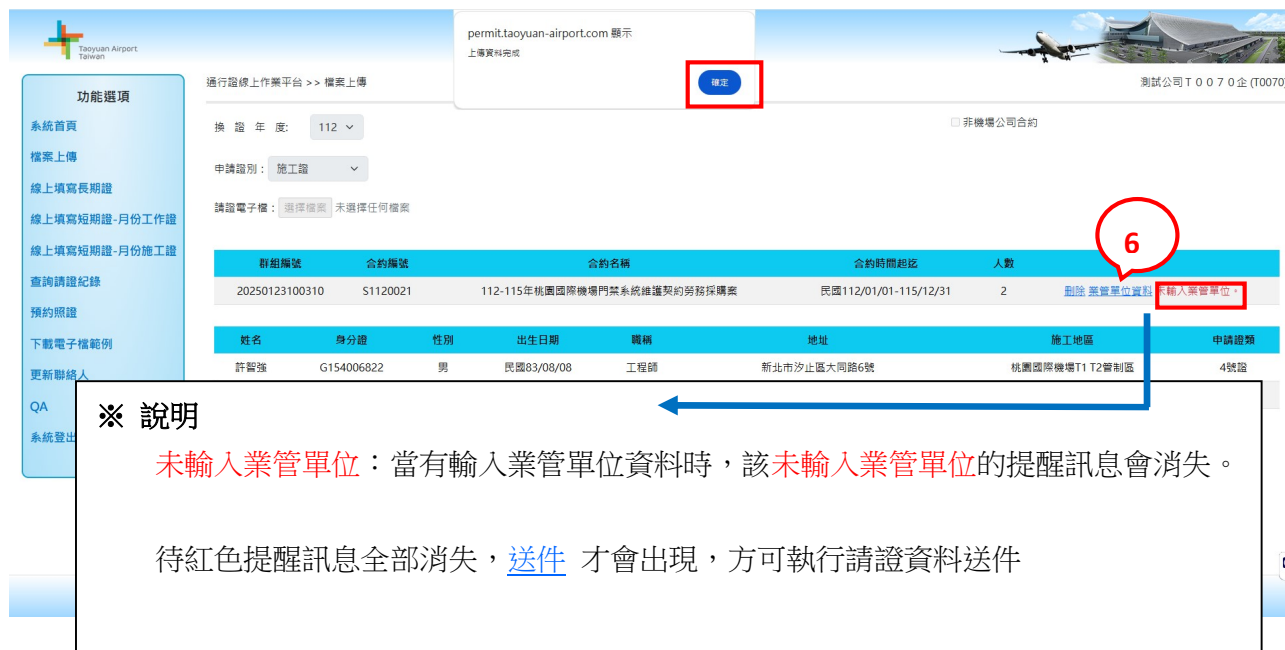 Taoyuan Airport
Taiwan
permit.taoyuan-airport.com 顯示
上傳資料完成
確定
通行證線上作業平台 >> 檔案上傳
測試公司T0070企 (T0070)
功能選項
系統首頁
檔案上傳
線上填寫長期證
線上填寫短期證-月份工作證
線上填寫短期證-月份施工證
查詢請證紀錄
預約照證
下載電子檔範例
更新聯絡人
QA
系統登出
換 證 年 度: 112
非機場公司合約
申請證別: 施工證
請證電子檔: 選擇檔案 未選擇任何檔案
6
群組編號 合約編號 合約名稱 合約時間起迄 人數
20250123100310 S1120021 112-115年桃園國際機場門禁系統維護契約勞務採購案 民國112/01/01-115/12/31 2 刪除 業管單位資料 未輸入業管單位。
姓名 身分證 性別 出生日期 職稱 地址 施工地區 申請證類
許智強 G154006822 男 民國83/08/08 工程師 新北市汐止區大同路6號 桃園國際機場T1 T2管制區 4號證
※ 說明
未輸入業管單位：當有輸入業管單位資料時，該未輸入業管單位的提醒訊息會消失。
待紅色提醒訊息全部消失，送件 才會出現，方可執行請證資料送件